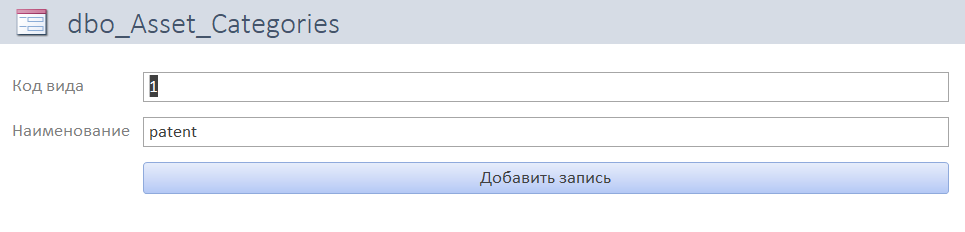 dbo_Asset_Categories
Код вида
1
Наименование
patent
Добавить запись